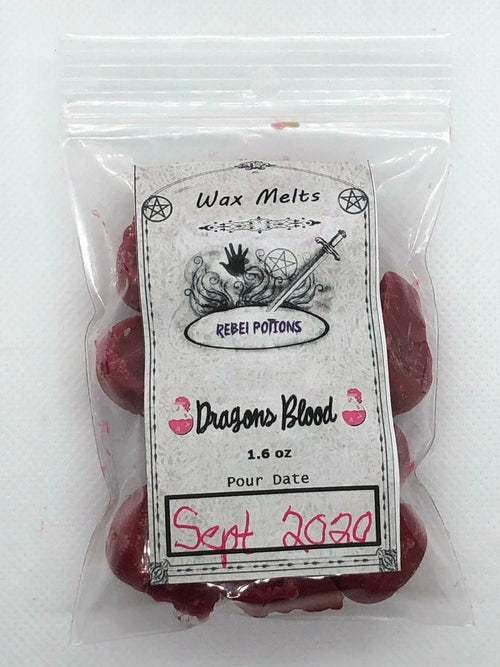 Wax Melts
REBEl POTIONS
Dragons Blood
1.6 oz
Pour Date
Sept 2020